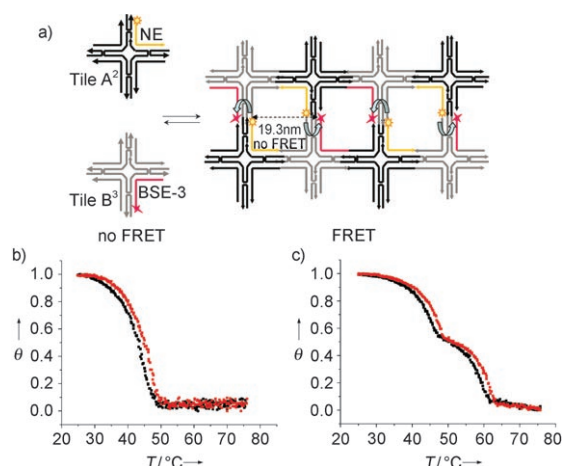 a)
NE
Tile A²
19.3nm
no FRET
Tile B³
BSE-3
no FRET
FRET
b)
c)
1.0
0.8
0.6
θ
0.4
0.2
0.0
20 30 40 50 60 70 80
T/°C
1.0
0.8
0.6
θ
0.4
0.2
0.0
20 30 40 50 60 70 80
T/°C